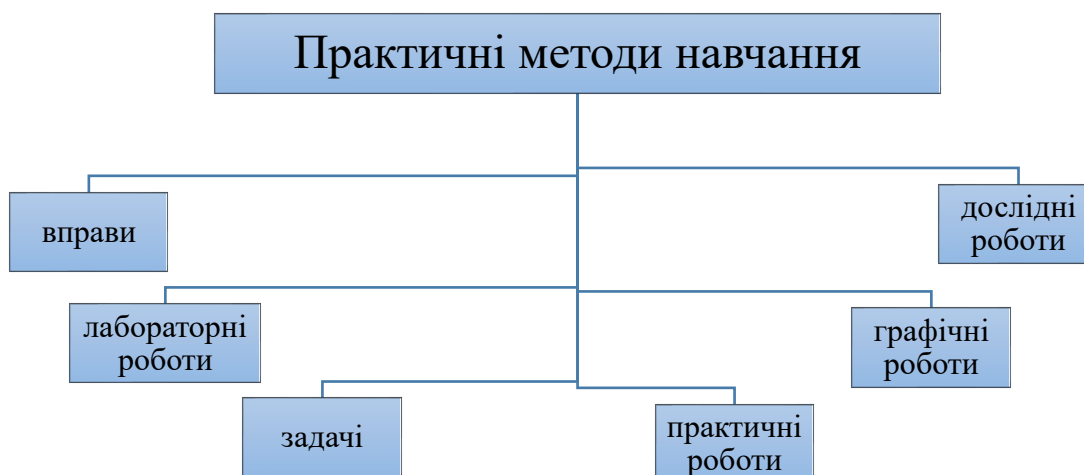 Практичні методи навчання
вправи
дослідні
роботи
лабораторні
роботи
графічні
роботи
задачі
практичні
роботи